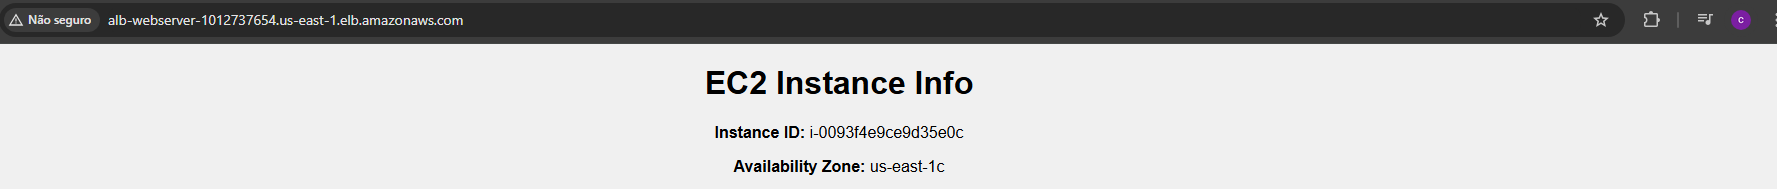 Não seguro alb-webserver-1012737654.us-east-1.elb.amazonaws.com C
EC2 Instance Info
Instance ID: i-0093f4e9ce9d35e0c
Availability Zone: us-east-1c